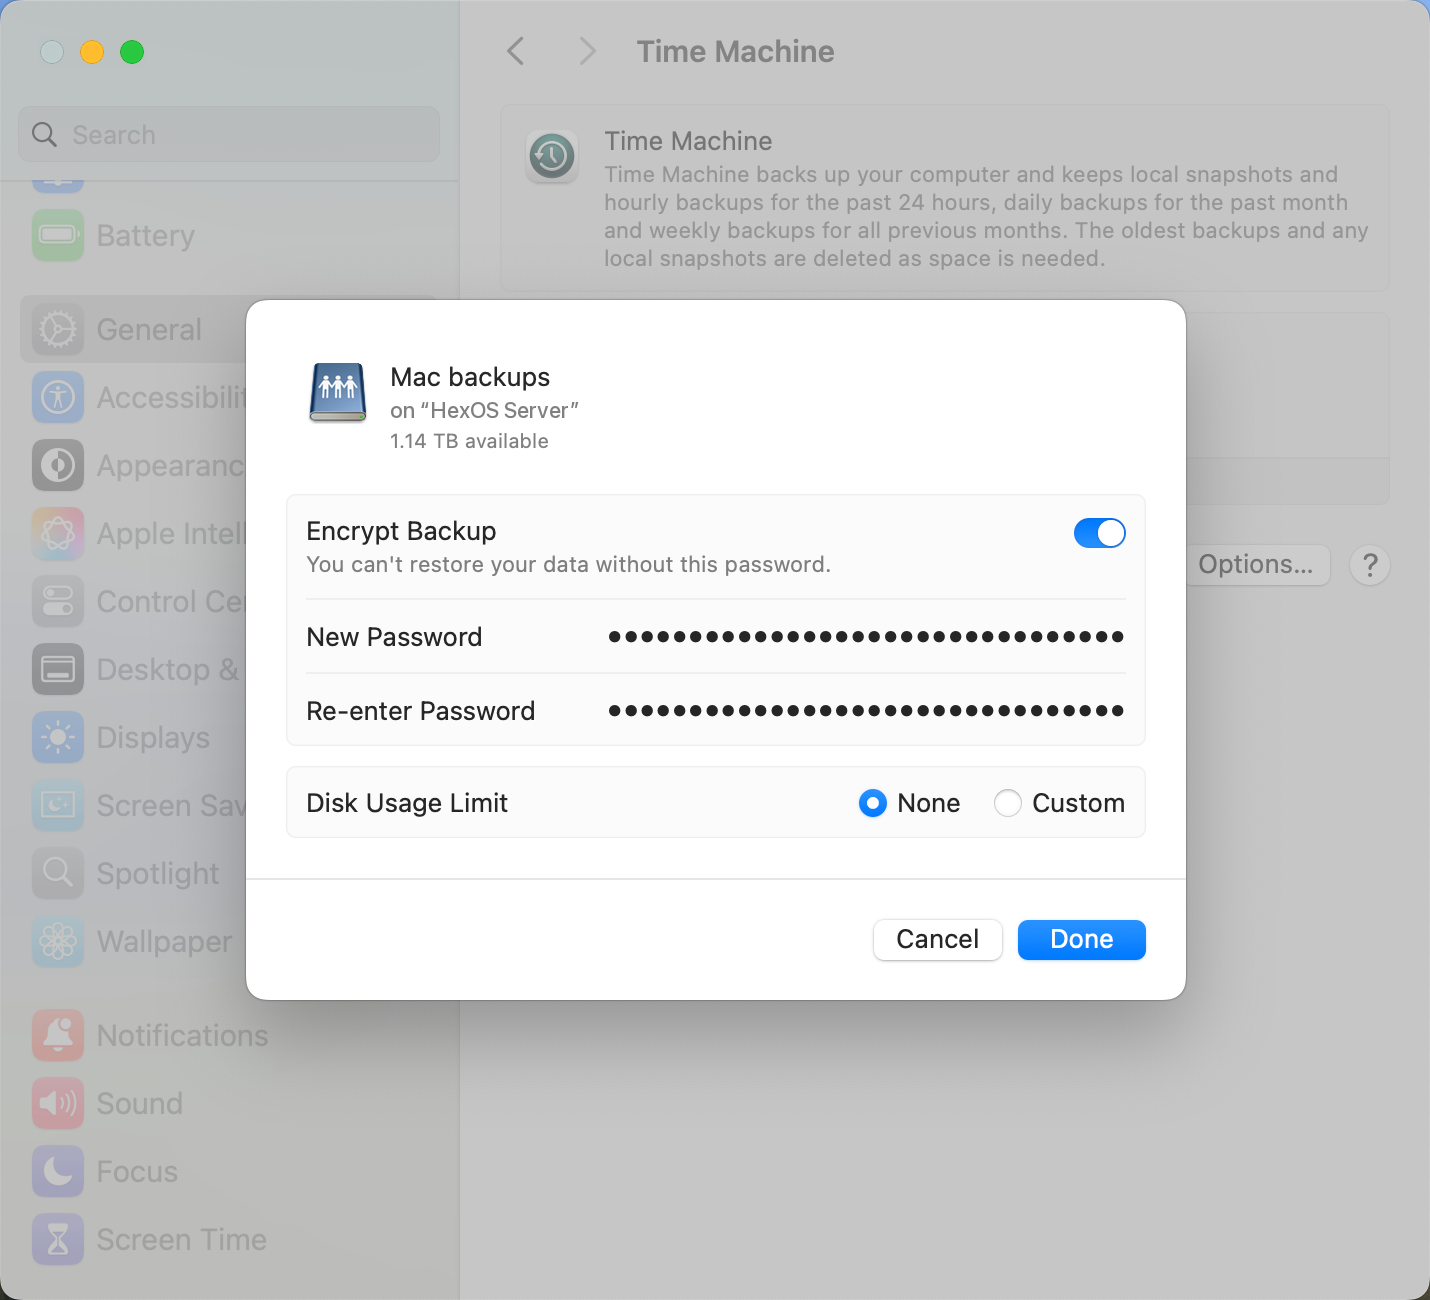 Time Machine
Search
Time Machine
Time Machine backs up your computer and keeps local snapshots and
hourly backups for the past 24 hours, daily backups for the past month
and weekly backups for all previous months. The oldest backups and any
local snapshots are deleted as space is needed.
Battery
General
Accessibilit
Appearanc
Apple Intell
Control Cen
Desktop &
Displays
Screen Sav
Spotlight
Wallpaper
Notifications
Sound
Focus
Screen Time
Options...
?
Mac backups
on “HexOS Server”
1.14 TB available
Encrypt Backup
You can't restore your data without this password.
New Password
Re-enter Password
Disk Usage Limit
None
Custom
Cancel
Done